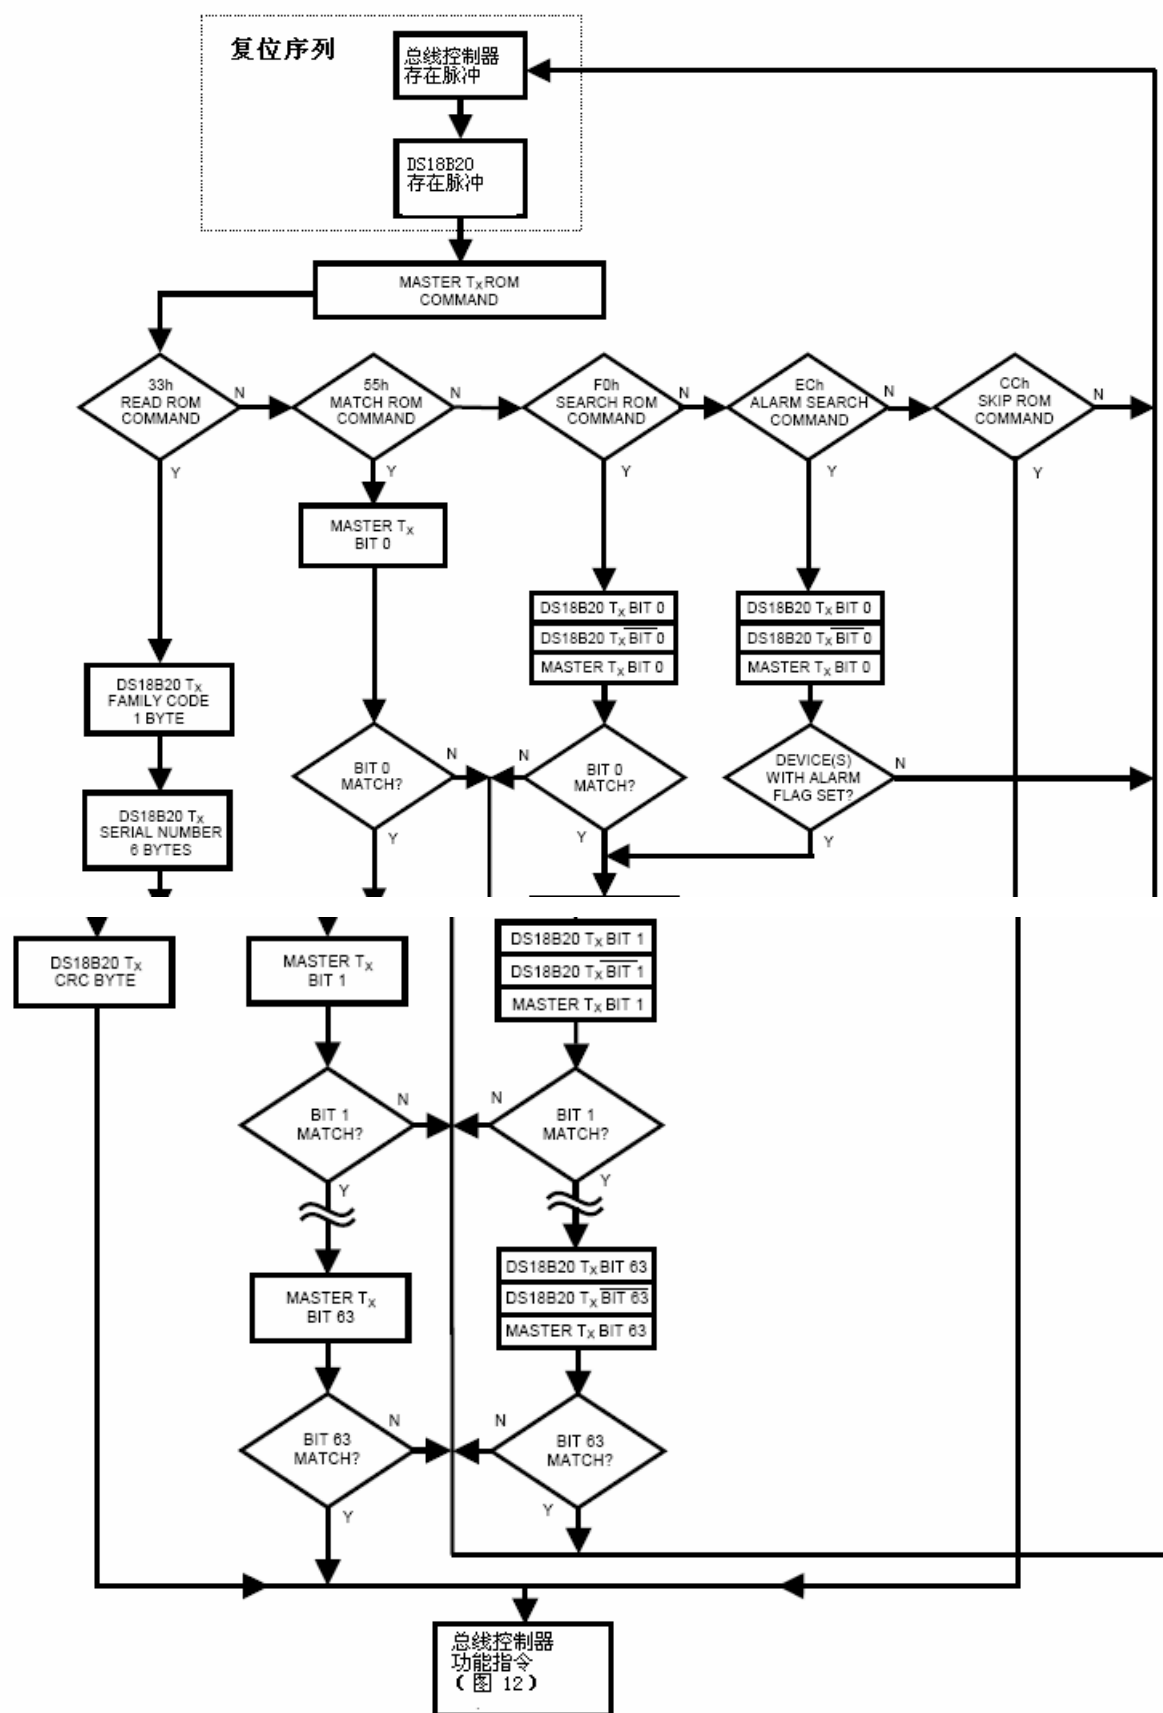 复位序列
总线控制器
存在脉冲
DS18B20
存在脉冲
MASTER TX ROM
COMMAND
33h
READ ROM
COMMAND
N
Y
55h
MATCH ROM
COMMAND
N
Y
F0h
SEARCH ROM
COMMAND
N
Y
ECh
ALARM SEARCH
COMMAND
N
Y
CCh
SKIP ROM
COMMAND
N
Y
MASTER TX
BIT 0
DS18B20 TX BIT 0
DS18B20 TX BIT 0
MASTER TX BIT 0
DS18B20 TX BIT 0
DS18B20 TX BIT 0
MASTER TX BIT 0
DS18B20 TX
FAMILY CODE
1 BYTE
BIT 0
MATCH?
N
Y
N
BIT 0
MATCH?
Y
DEVICE(S)
WITH ALARM
FLAG SET?
N
Y
DS18B20 TX
SERIAL NUMBER
6 BYTES
DS18B20 TX
CRC BYTE
MASTER TX
BIT 1
DS18B20 TX BIT 1
DS18B20 TX BIT 1
MASTER TX BIT 1
BIT 1
MATCH?
N
Y
N
BIT 1
MATCH?
Y
MASTER TX
BIT 63
DS18B20 TX BIT 63
DS18B20 TX BIT 63
MASTER TX BIT 63
BIT 63
MATCH?
N
Y
N
BIT 63
MATCH?
Y
总线控制器
功能指令
(图 12)